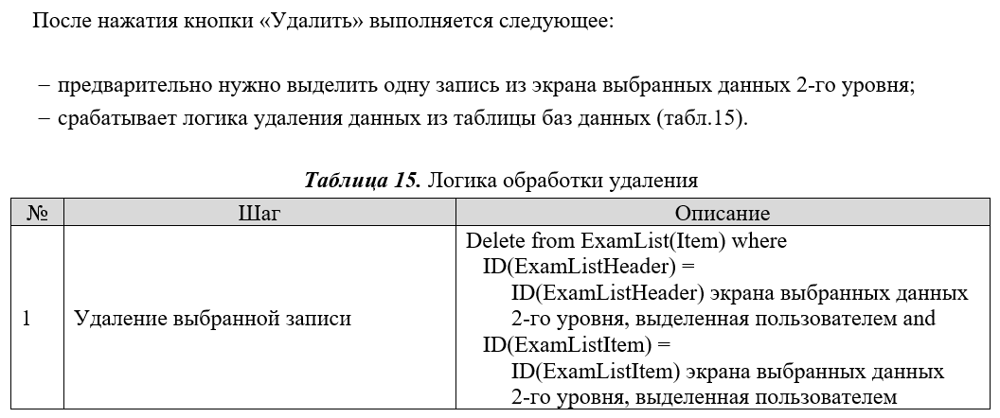 После нажатия кнопки «Удалить» выполняется следующее:
– предварительно нужно выделить одну запись из экрана выбранных данных 2-го уровня;
– срабатывает логика удаления данных из таблицы баз данных (табл.15).
Таблица 15. Логика обработки удаления
№ Шаг Описание
1 Удаление выбранной записи
Delete from ExamList(Item) where
ID(ExamListHeader) =
ID(ExamListHeader) экрана выбранных данных
2-го уровня, выделенная пользователем and
ID(ExamListItem) =
ID(ExamListItem) экрана выбранных данных
2-го уровня, выделенная пользователем